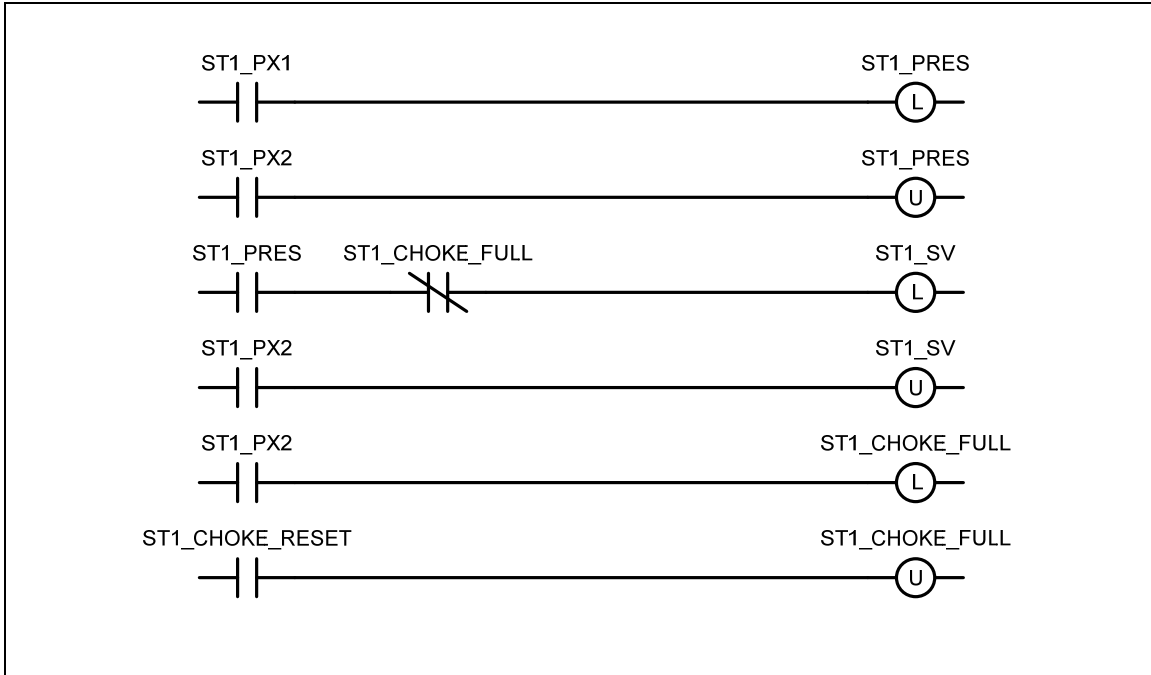 ST1_PX1 ST1_PRES
L
ST1_PX2 ST1_PRES
U
ST1_PRES ST1_CHOKE_FULL ST1_SV
L
ST1_PX2 ST1_SV
U
ST1_PX2 ST1_CHOKE_FULL
L
ST1_CHOKE_RESET ST1_CHOKE_FULL
U